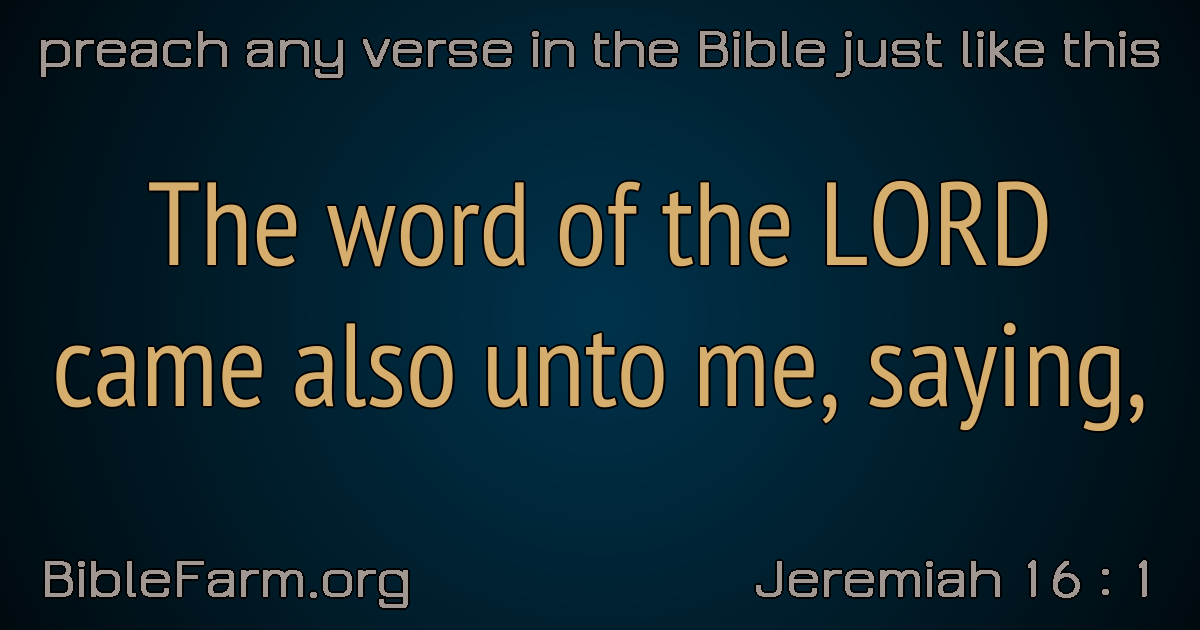 preach any verse in the Bible just like this
The word of the LORD
came also unto me, saying,
BibleFarm.org
Jeremiah 16 : 1